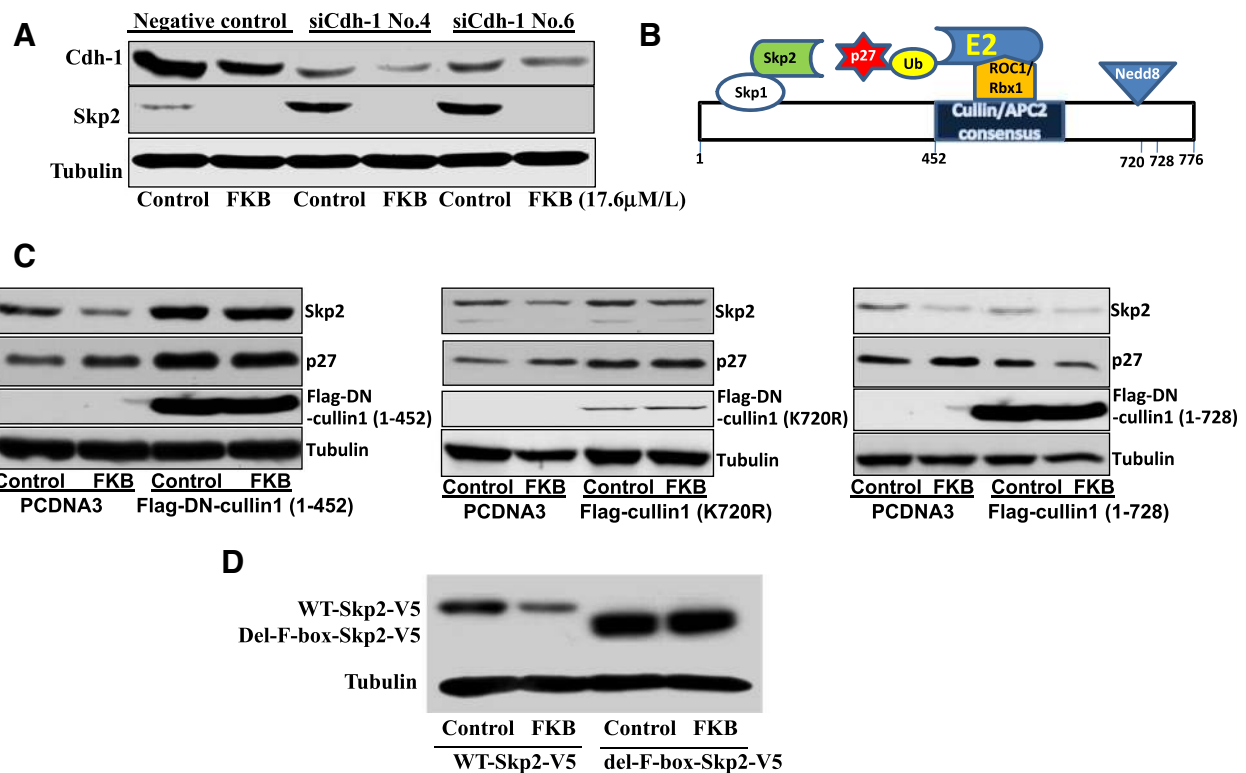 A
Negative control siCdh-1 No.4 siCdh-1 No.6
Cdh-1
Skp2
Tubulin
Control FKB Control FKB Control FKB (17.6μM/L)
B
Skp2
p27
Ub
E2
Skp1
ROC1/
Rbx1
Nedd8
Cullin/APC2
consensus
1 452 720 728 776
C
Skp2
p27
Flag-DN
-cullin1 (1-452)
Tubulin
Control FKB Control FKB
PCDNA3 Flag-DN-cullin1 (1-452)
Skp2
p27
Flag-DN
-cullin1 (K720R)
Tubulin
Control FKB Control FKB
PCDNA3 Flag-cullin1 (K720R)
Skp2
p27
Flag-DN
-cullin1 (1-728)
Tubulin
Control FKB Control FKB
PCDNA3 Flag-cullin1 (1-728)
D
WT-Skp2-V5
Del-F-box-Skp2-V5
Tubulin
Control FKB Control FKB
WT-Skp2-V5 del-F-box-Skp2-V5